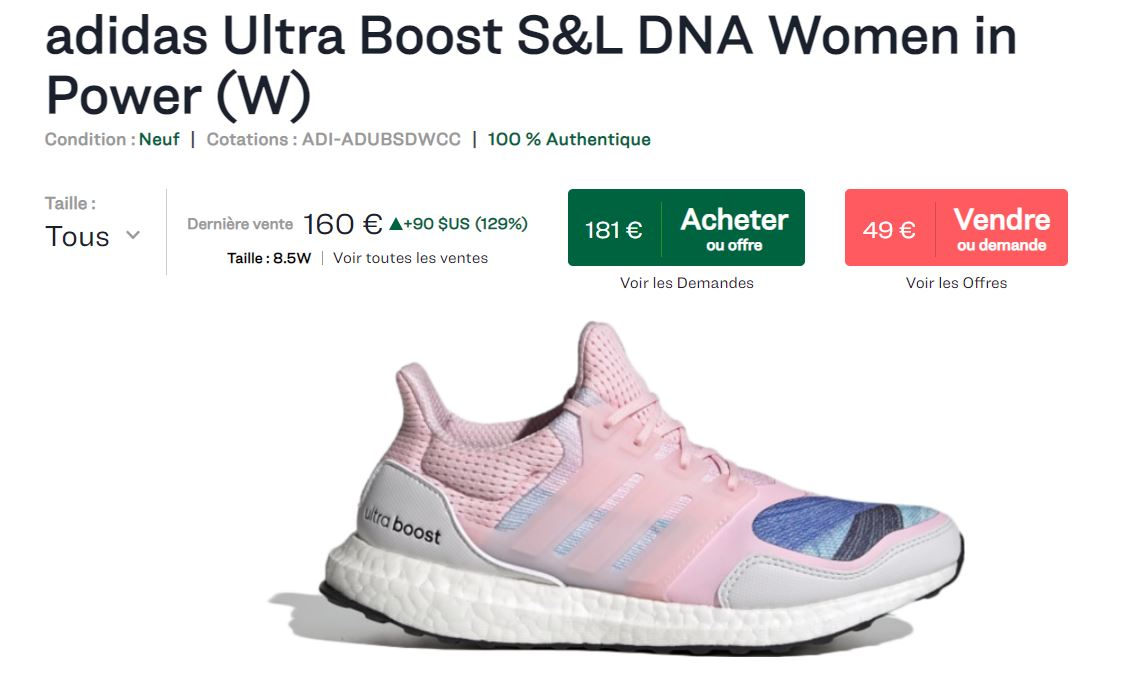 adidas Ultra Boost S&L DNA Women in
Power (W)
Condition : Neuf | Cotations : ADI-ADUBSDWCC | 100 % Authentique
Taille :
Tous
Dernière vente 160 € ▲+90 $US (129%)
Taille : 8.5W | Voir toutes les ventes
181 € Acheter
ou offre
Voir les Demandes
49 € Vendre
ou demande
Voir les Offres
ultra boost